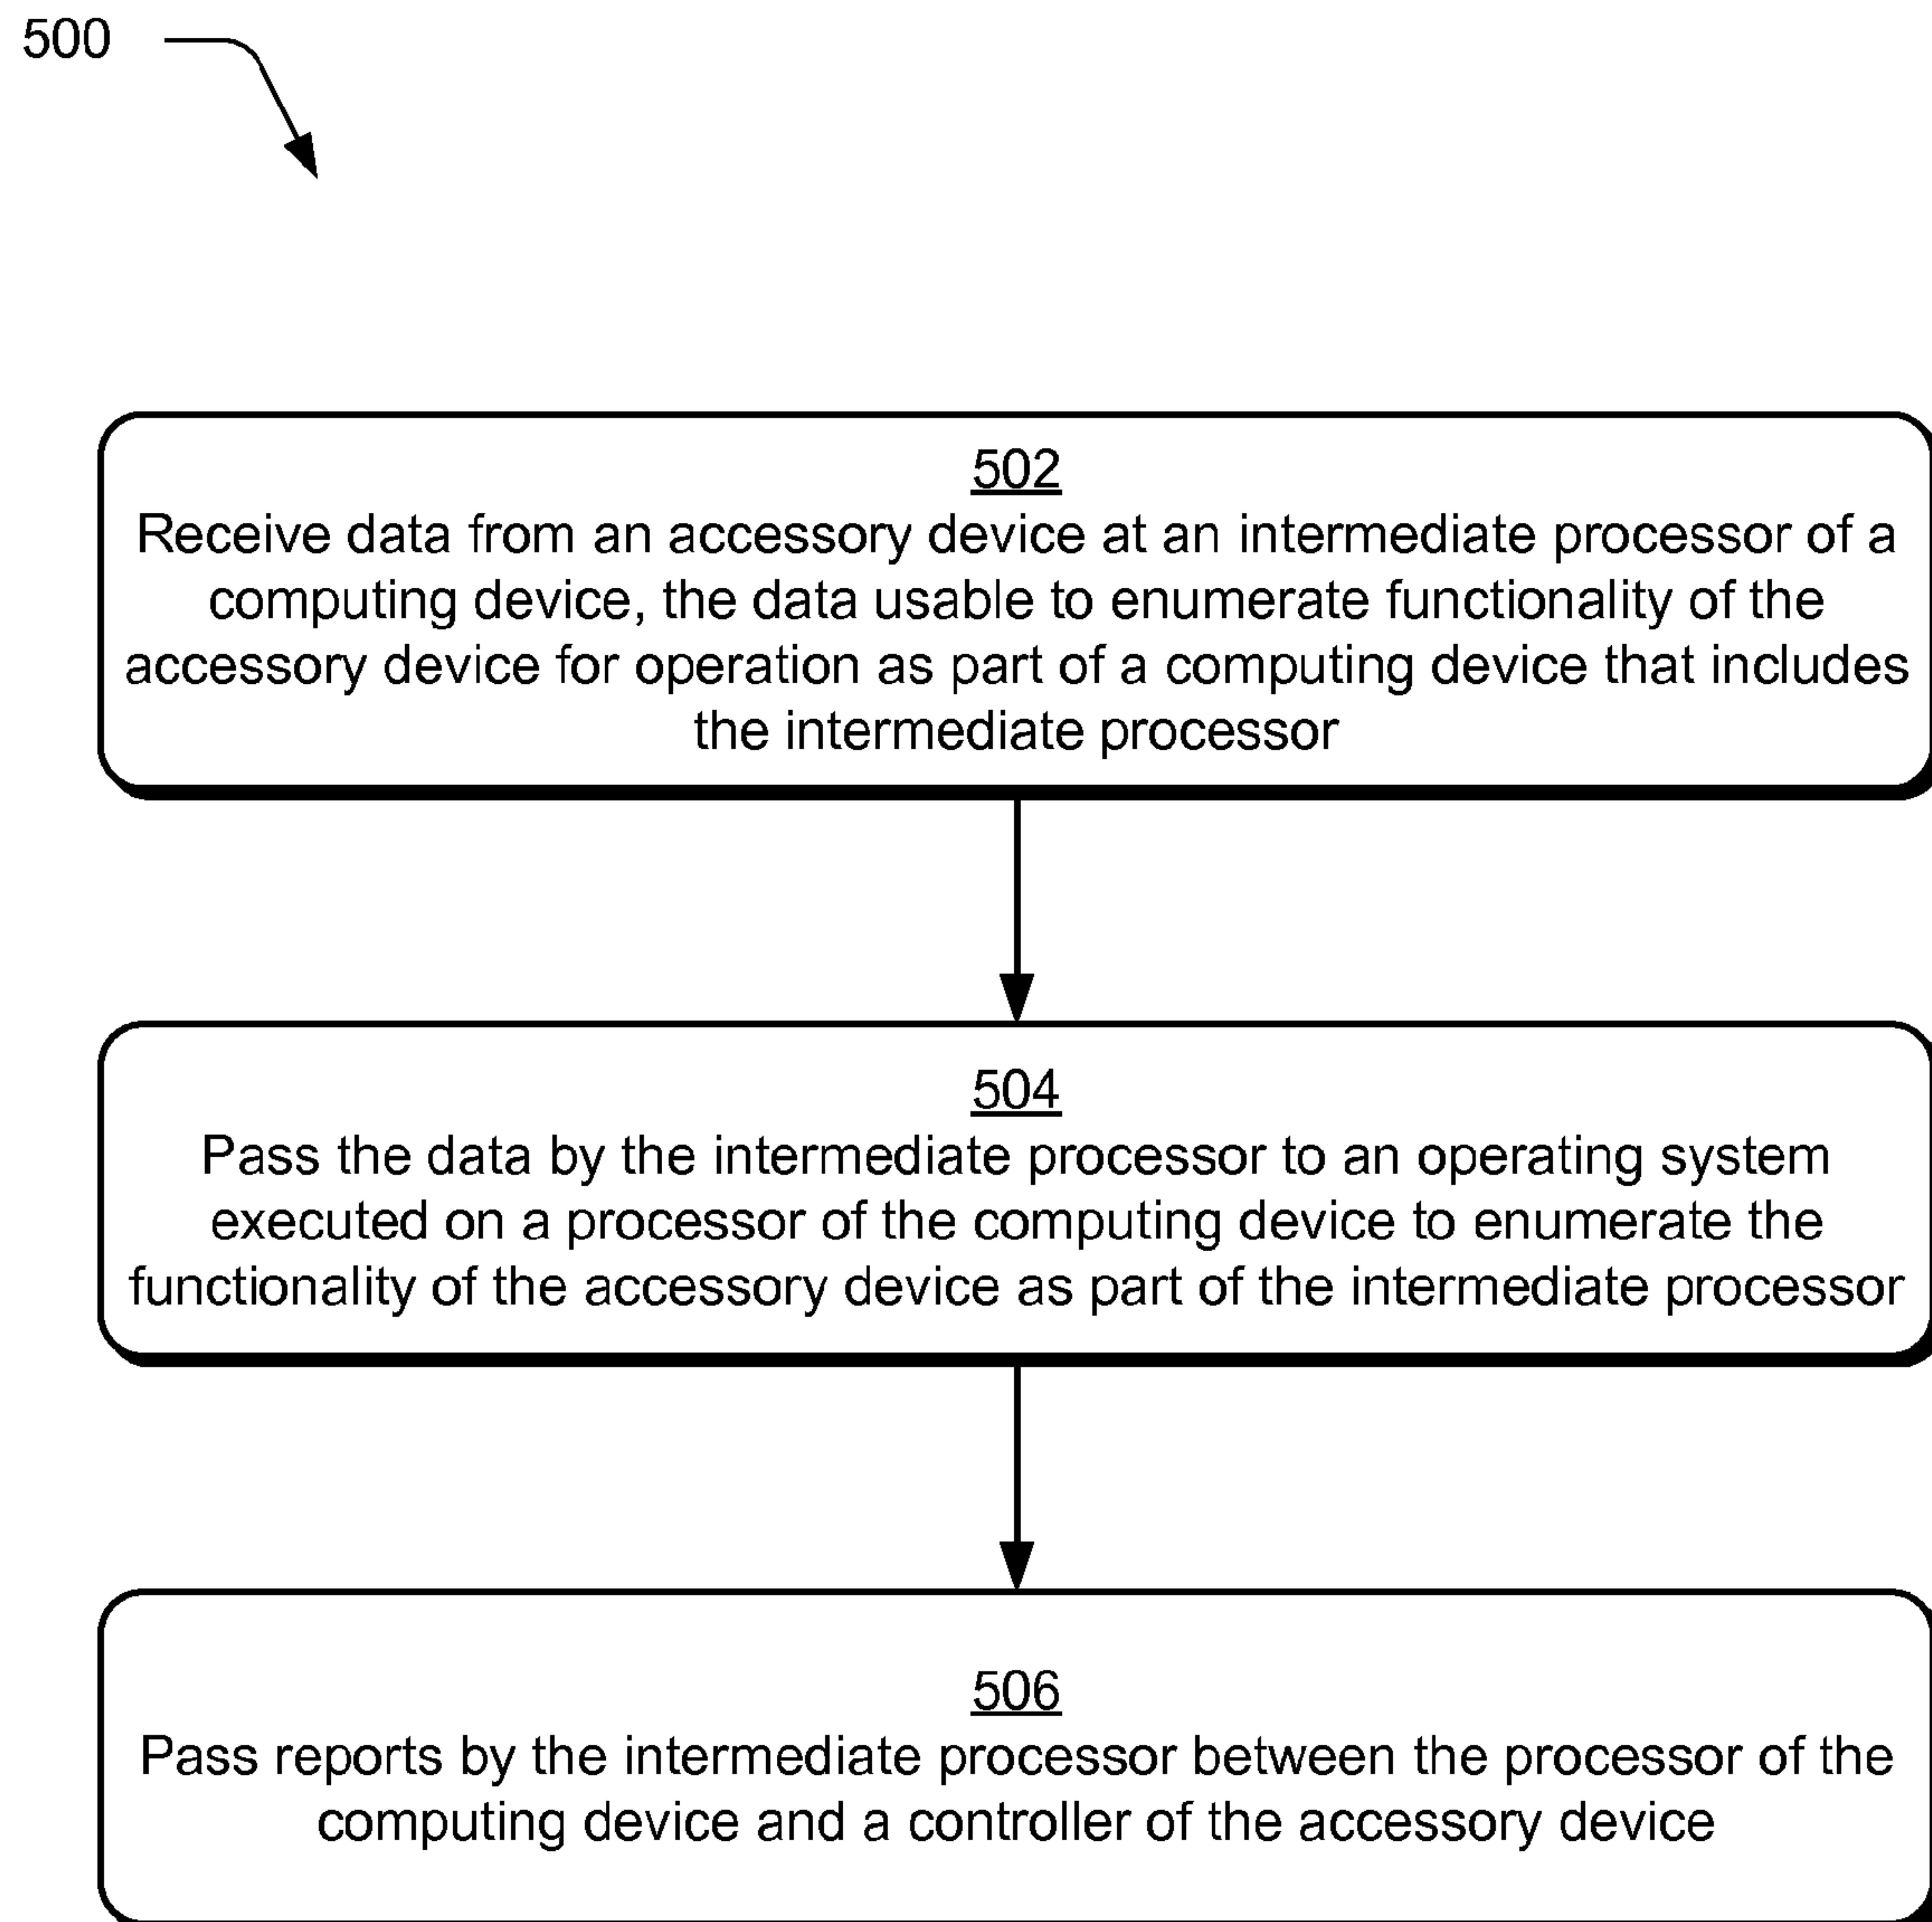 500
502
Receive data from an accessory device at an intermediate processor of a
computing device, the data usable to enumerate functionality of the
accessory device for operation as part of a computing device that includes
the intermediate processor
504
Pass the data by the intermediate processor to an operating system
executed on a processor of the computing device to enumerate the
functionality of the accessory device as part of the intermediate processor
506
Pass reports by the intermediate processor between the processor of the
computing device and a controller of the accessory device